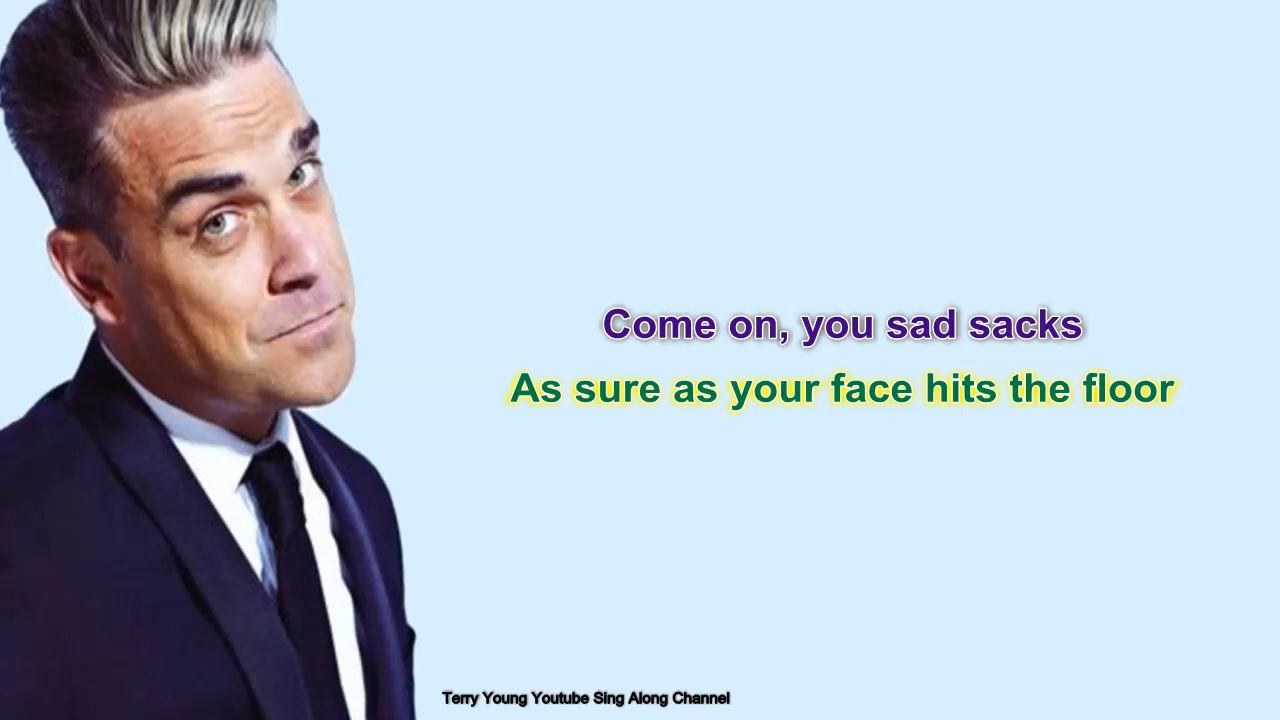 Come on, you sad sacks
As sure as your face hits the floor
Terry Young Youtube Sing Along Channel